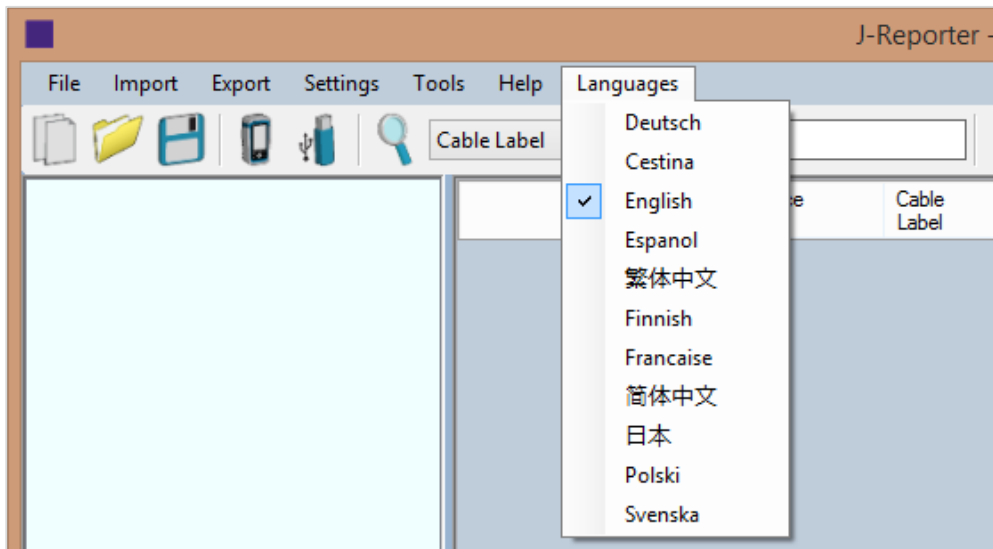 J-Reporter -
File Import Export Settings Tools Help Languages
Cable Label
Deutsch
Cestina
English
Espanol
繁体中文
Finnish
Francaise
简体中文
日本
Polski
Svenska
Cable
Label